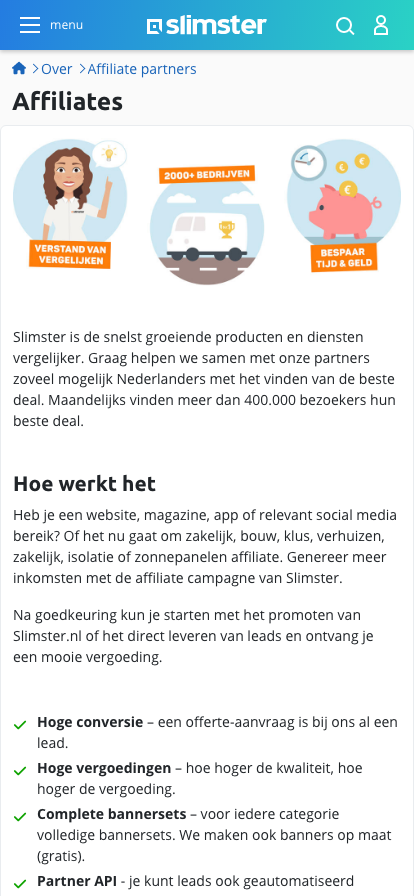 menu
slimster
Over
Affiliate partners
Affiliates
VERSTAND VAN
VERGELIJKEN
2000+ BEDRIJVEN
BESPAAR
TIJD & GELD
Slimster is de snelst groeiende producten en diensten
vergelijker. Graag helpen we samen met onze partners
zoveel mogelijk Nederlanders met het vinden van de beste
deal. Maandelijks vinden meer dan 400.000 bezoekers hun
beste deal.
Hoe werkt het
Heb je een website, magazine, app of relevant social media
bereik? Of het nu gaat om zakelijk, bouw, klus, verhuizen,
zakelijk, isolatie of zonnepanelen affiliate. Genereer meer
inkomsten met de affiliate campagne van Slimster.
Na goedkeuring kun je starten met het promoten van
Slimster.nl of het direct leveren van leads en ontvang je
een mooie vergoeding.
Hoge conversie – een offerte-aanvraag is bij ons al een
lead.
Hoge vergoedingen – hoe hoger de kwaliteit, hoe
hoger de vergoeding.
Complete bannersets – voor iedere categorie
volledige bannersets. We maken ook banners op maat
(gratis).
Partner API - je kunt leads ook geautomatiseerd